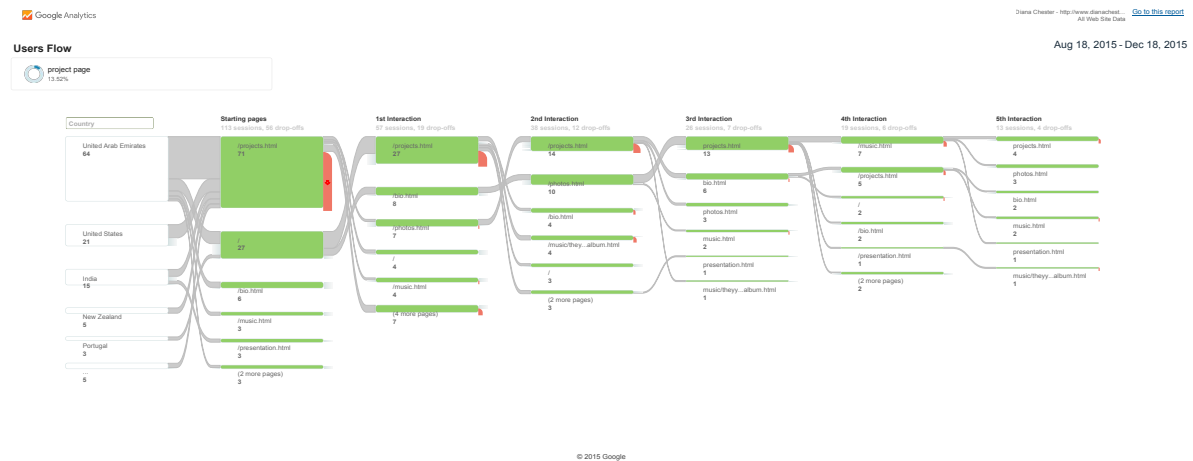 Google Analytics
Diana Chester - http://www.dianachest...
All Web Site Data
Go to this report
Users Flow
Aug 18, 2015 - Dec 18, 2015
project page
13.52%
Country
United Arab Emirates
64
United States
21
India
15
New Zealand
5
Portugal
3
...
5
Starting pages
113 sessions, 56 drop-offs
/projects.html
71
/
27
/bio.html
6
/music.html
3
/presentation.html
3
(2 more pages)
3
1st Interaction
57 sessions, 19 drop-offs
/projects.html
27
/bio.html
8
/photos.html
7
/
4
/music.html
4
(4 more pages)
7
2nd Interaction
38 sessions, 12 drop-offs
/projects.html
14
/photos.html
10
/bio.html
4
music/they...album.html
4
/
3
(2 more pages)
3
3rd Interaction
26 sessions, 7 drop-offs
projects.html
13
bio.html
6
photos.html
3
music.html
2
presentation.html
1
music/theyy...album.html
1
4th Interaction
19 sessions, 6 drop-offs
/music.html
7
/projects.html
5
/
2
/bio.html
2
/presentation.html
1
(2 more pages)
2
5th Interaction
13 sessions, 4 drop-offs
projects.html
4
photos.html
3
bio.html
2
music.html
2
presentation.html
1
music/theyy...album.html
1
© 2015 Google